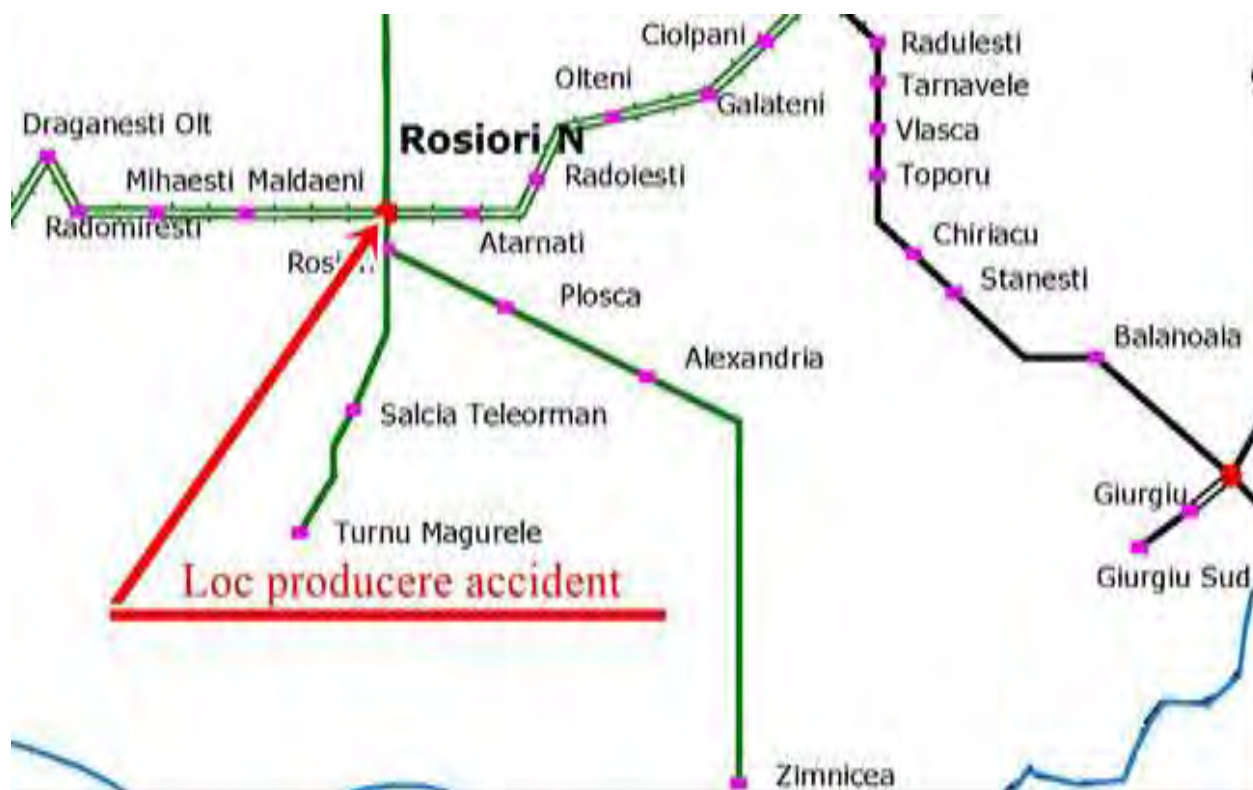 Ciolpani
Radulesti
Olteni
Tarnavele
Galateni
Draganesti Olt
Vlasca
Rosiori N
Mihaesti Maldaeni
Radoiesti
Toporu
Radomiresti
Atarnati
Chiriacu
Stanesti
Plosca
Balanoaia
Alexandria
Salcia Teleorman
Giurgiu
Turnu Magurele
Loc producere accident
Giurgiu Sud
Zimnicea